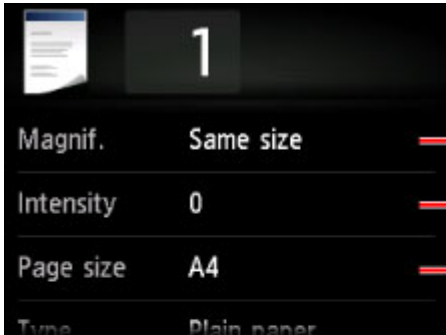 1
Magnif. Same size
Intensity 0
Page size A4
Type Plain paper